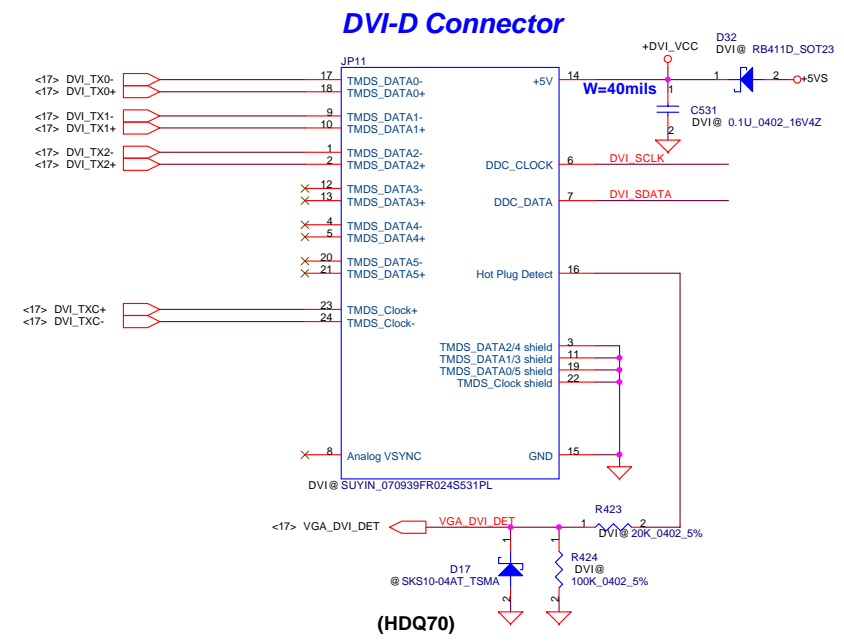 DVI-D Connector
JP11
<17> DVI_TX0- 17 TMDS_DATA0-
<17> DVI_TX0+ 18 TMDS_DATA0+
<17> DVI_TX1- 9 TMDS_DATA1-
<17> DVI_TX1+ 10 TMDS_DATA1+
<17> DVI_TX2- 1 TMDS_DATA2-
<17> DVI_TX2+ 2 TMDS_DATA2+
12 TMDS_DATA3-
13 TMDS_DATA3+
4 TMDS_DATA4-
5 TMDS_DATA4+
20 TMDS_DATA5-
21 TMDS_DATA5+
<17> DVI_TXC+ 23 TMDS_Clock+
<17> DVI_TXC- 24 TMDS_Clock-
8 Analog VSYNC
+5V 14
W=40mils
+DVI_VCC
D32
DVI@ RB411D_SOT23
1 2 +5VS
1
C531
2 DVI@ 0.1U_0402_16V4Z
DDC_CLOCK 6 DVI_SCLK
DDC_DATA 7 DVI_SDATA
Hot Plug Detect 16
TMDS_DATA2/4 shield 3
TMDS_DATA1/3 shield 11
TMDS_DATA0/5 shield 19
TMDS_Clock shield 22
GND 15
DVI@ SUYIN_070939FR024S531PL
<17> VGA_DVI_DET VGA_DVI_DET
R423
1 2
DVI@ 20K_0402_5%
1
D17
@ SKS10-04AT_TSMA
2
1
R424
DVI@
100K_0402_5%
2
(HDQ70)